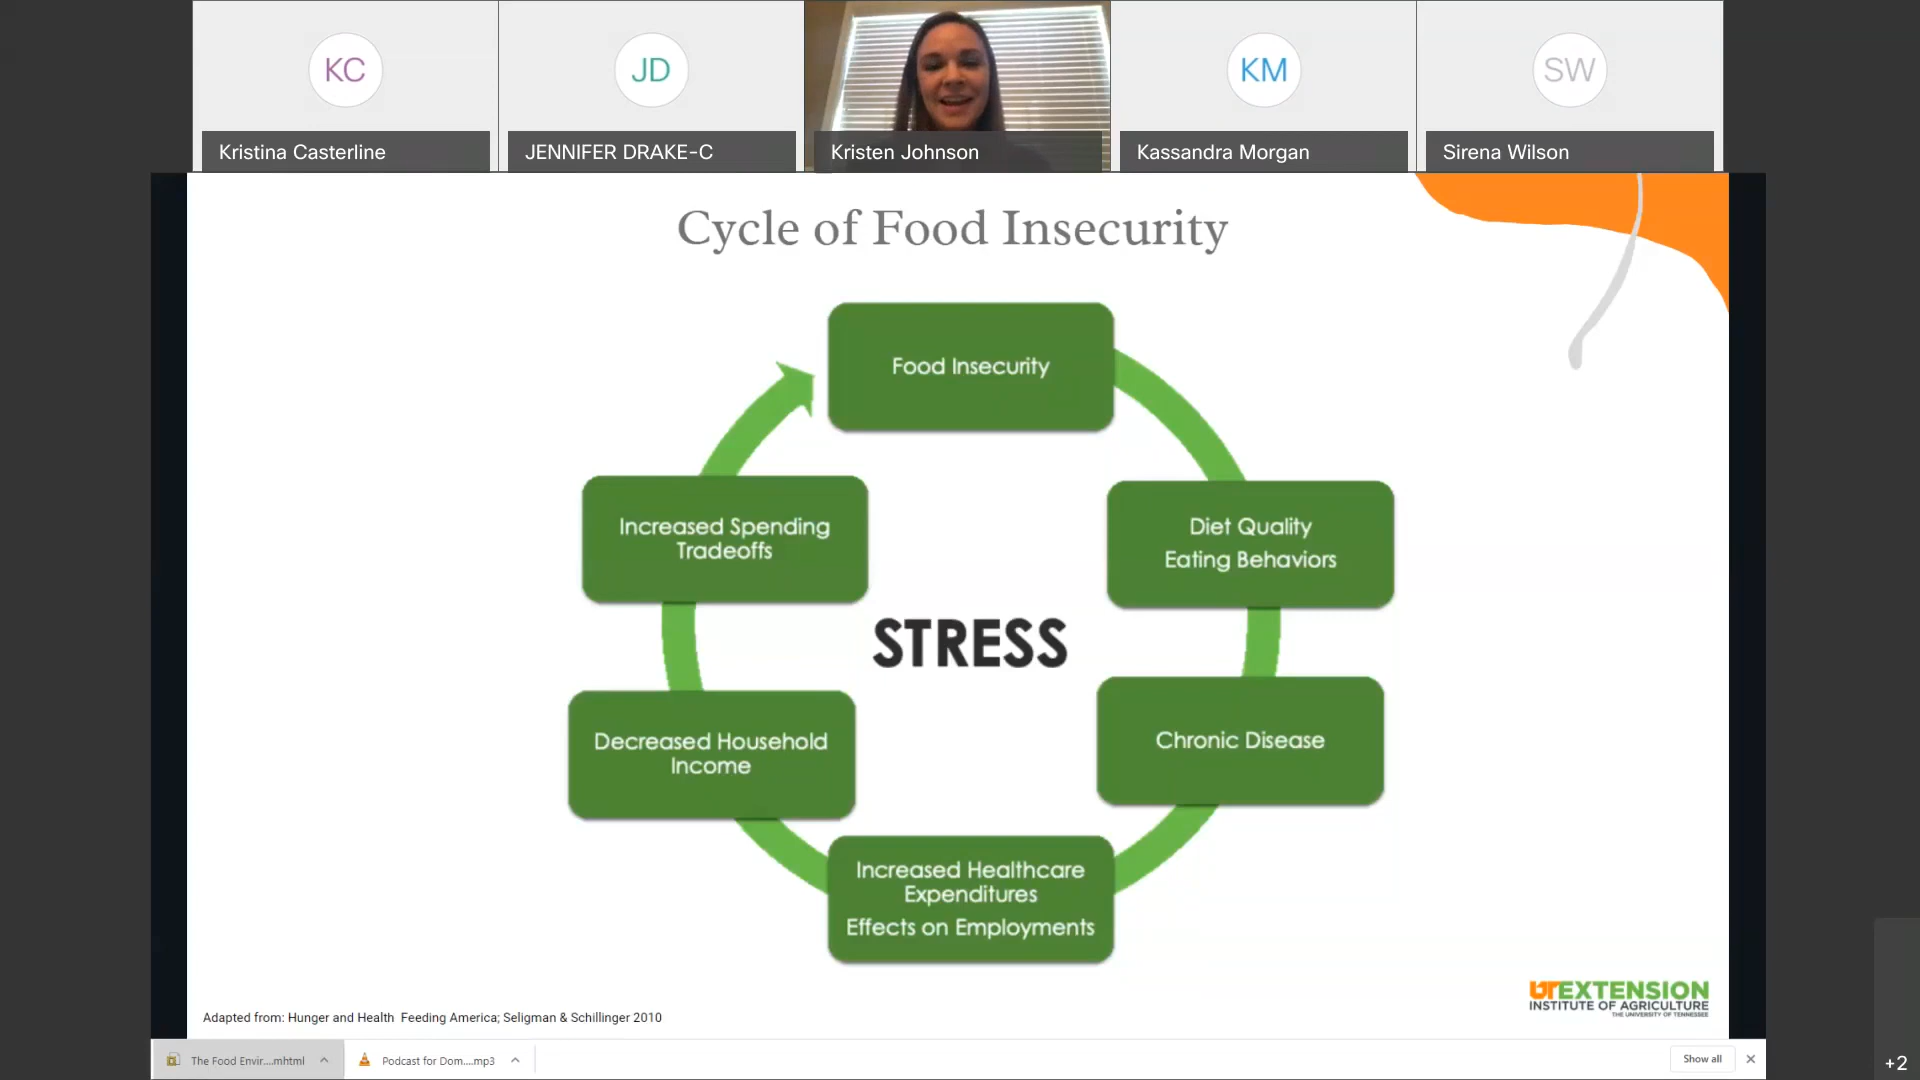 KC
JD
KM
SW
Kristina Casterline
JENNIFER DRAKE-C
Kristen Johnson
Kassandra Morgan
Sirena Wilson
Cycle of Food Insecurity
Food Insecurity
Increased Spending
Tradeoffs
Diet Quality
Eating Behaviors
STRESS
Decreased Household
Income
Chronic Disease
Increased Healthcare
Expenditures
Effects on Employments
UTEXTENSION
INSTITUTE OF AGRICULTURE
THE UNIVERSITY OF TENNESSEE
Adapted from: Hunger and Health Feeding America; Seligman & Schillinger 2010
The Food Envir....mhtml
Podcast for Dom....mp3
Show all
+2